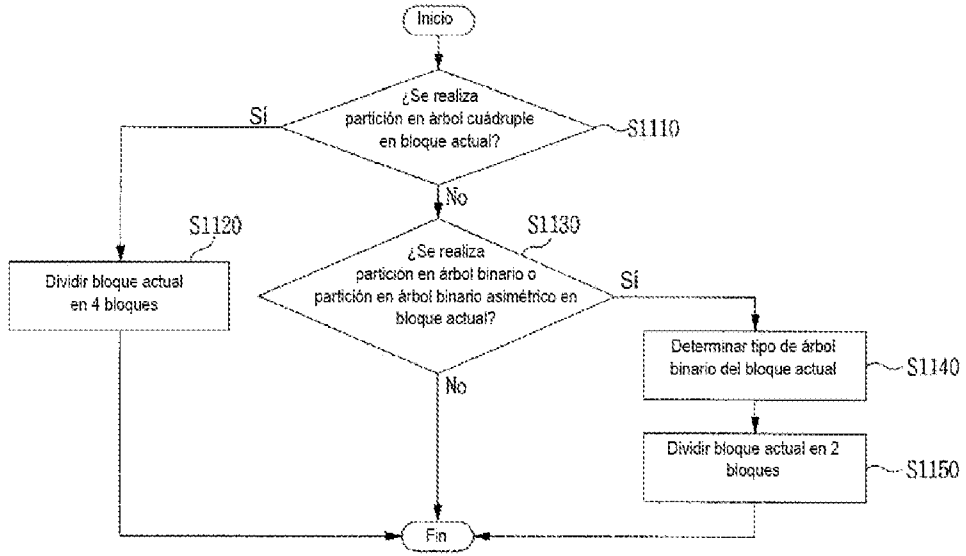 Inicio
¿Se realiza
partición en árbol cuádruple
en bloque actual?
S1110
Sí
No
S1120
Dividir bloque actual
en 4 bloques
S1130
¿Se realiza
partición en árbol binario o
partición en árbol binario asimétrico en
bloque actual?
Sí
No
Determinar tipo de árbol
binario del bloque actual
S1140
Dividir bloque actual en 2
bloques
S1150
Fin